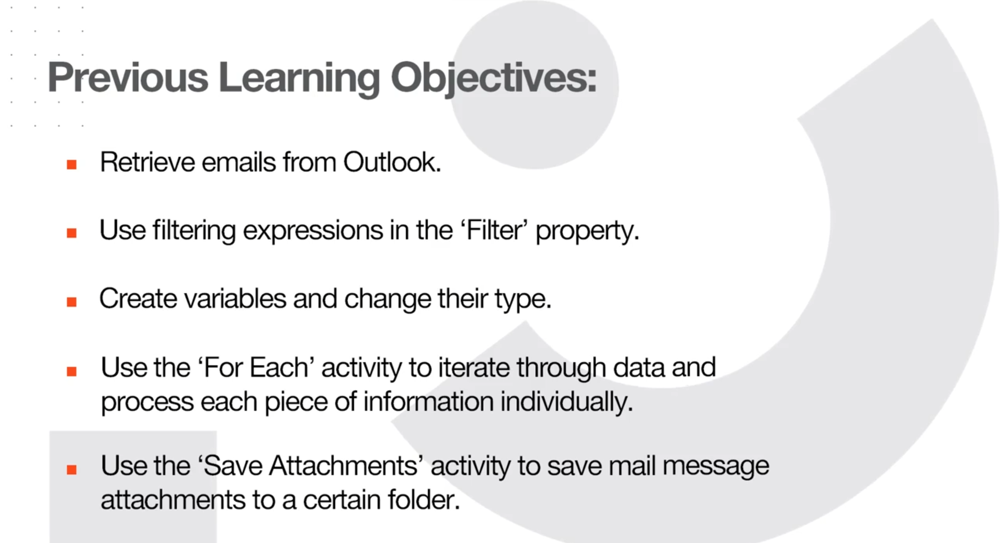 Previous Learning Objectives:
Retrieve emails from Outlook.
Use filtering expressions in the ‘Filter’ property.
Create variables and change their type.
Use the ‘For Each’ activity to iterate through data and
process each piece of information individually.
Use the ‘Save Attachments’ activity to save mail message
attachments to a certain folder.